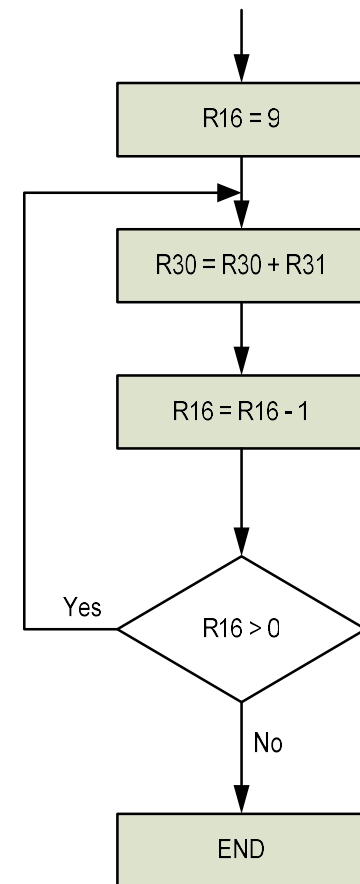 R16 = 9
R30 = R30 + R31
R16 = R16 - 1
Yes
R16 > 0
No
END